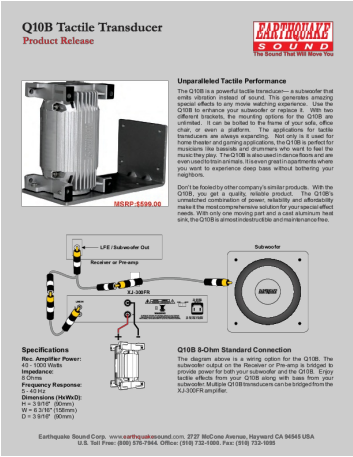 Q10B Tactile Transducer
Product Release
EARTHQUAKE
SOUND
The Sound That Will Move You
Unparalleled Tactile Performance
The Q10B is a powerful tactile transducer— a subwoofer that
emits vibration instead of sound. This generates amazing
special effects to any movie watching experience. Use the
Q10B to enhance your subwoofer or replace it. With two
different brackets, the mounting options for the Q10B are
unlimited. It can be bolted to the frame of your sofa, office
chair, or even a platform. The applications for tactile
transducers are always expanding. Not only is it used for
home theater and gaming applications, the Q10B is perfect for
musicians like bassists and drummers who want to feel the
music they play. The Q10B is also used in dance floors and are
even used to train animals. It is even great in apartments where
you want to experience deep bass without bothering your
neighbors.
Don't be fooled by other company's similar products. With the
Q10B, you get a quality, reliable product. The Q10B's
unmatched combination of power, reliability and affordability
make it the most comprehensive solution for your special effect
needs. With only one moving part and a cast aluminum heat
sink, the Q10B is almost indestructible and maintenance free.
MSRP:$599.00
LFE / Subwoofer Out
Receiver or Pre-amp
Subwoofer
XJ-300FR
EARTHQUAKE
Specifications
Rec. Amplifier Power:
40 - 1000 Watts
Impedance:
8 Ohms
Frequency Response:
5 - 40 Hz
Dimensions (HxWxD):
H = 3 9/16" (90mm)
W = 6 3/16" (158mm)
D = 3 9/16" (90mm)
Q10B 8-Ohm Standard Connection
The diagram above is a wiring option for the Q10B. The
subwoofer output on the Receiver or Pre-amp is bridged to
provide power for both your subwoofer and the Q10B. Enjoy
tactile effects from your Q10B along with bass from your
subwoofer. Multiple Q10B transducers can be bridged from the
XJ-300FR amplifier.
Earthquake Sound Corp. www.earthquakesound.com. 2727 McCone Avenue, Hayward CA 94545 USA
U.S. Toll Free: (800) 576-7944. Office: (510) 732-1000. Fax: (510) 732-1095